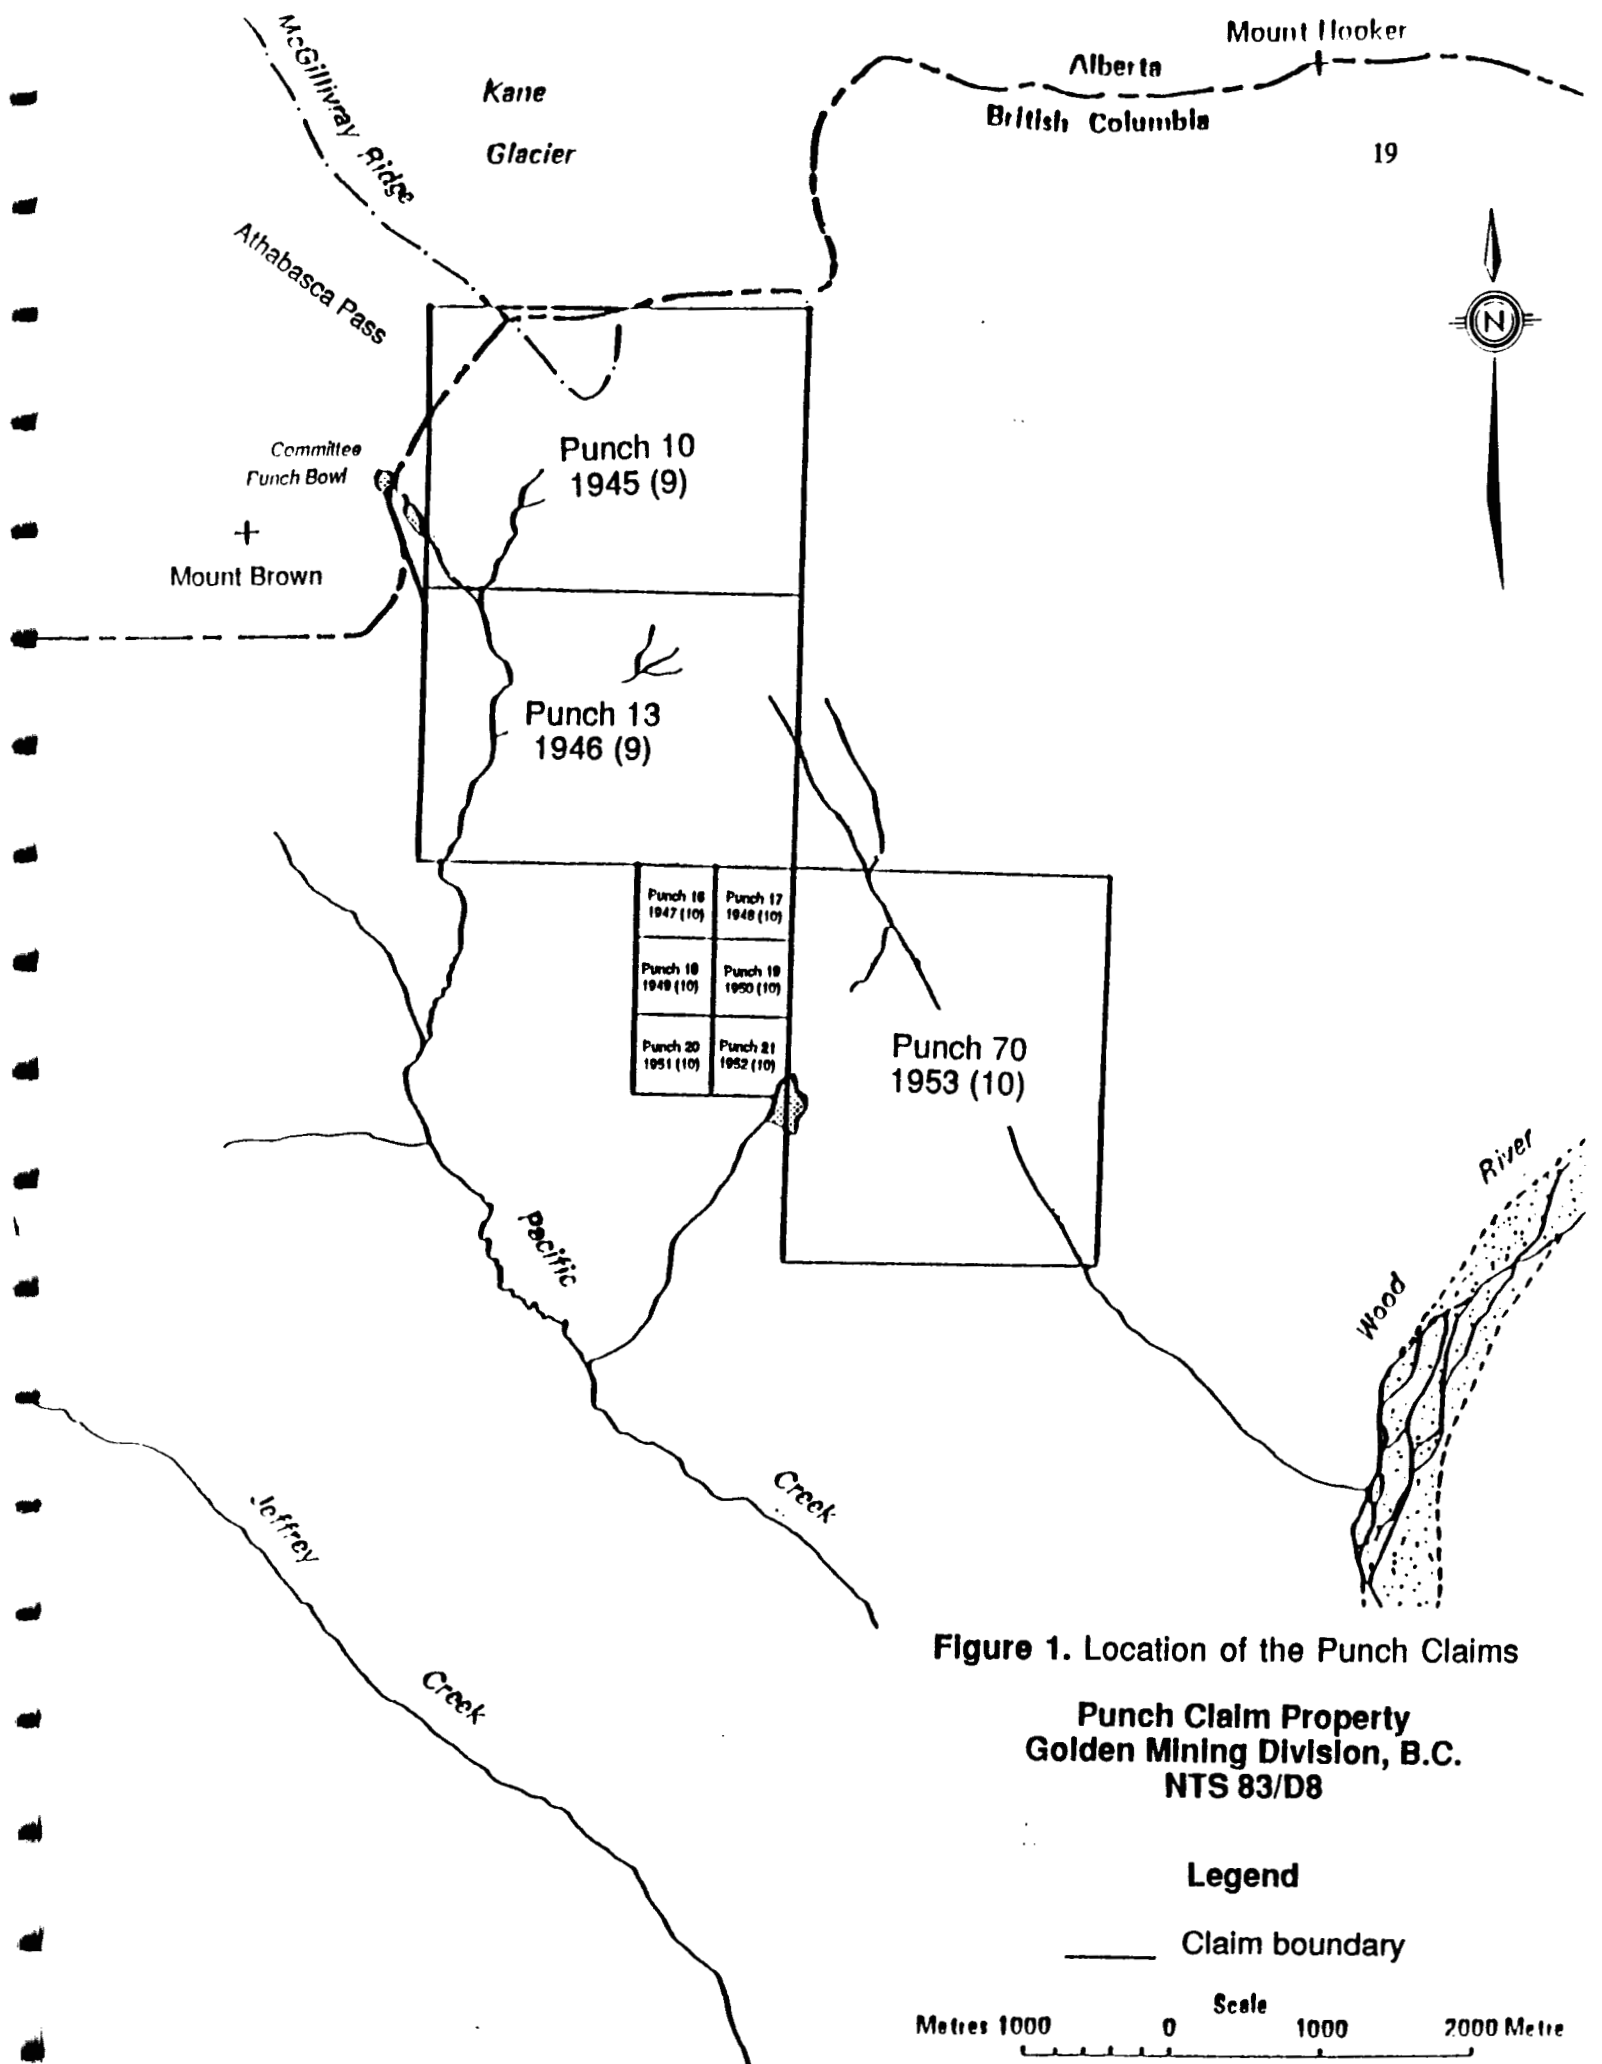 Mount Hooker
Alberta
British Columbia
19
McGillivray Ridge
Kane
Glacier
Athabasca Pass
N
Committee
Punch Bowl
Mount Brown
Punch 10
1945 (9)
Punch 13
1946 (9)
Punch 16
1947 (10)
Punch 17
1948 (10)
Punch 18
1949 (10)
Punch 19
1950 (10)
Punch 20
1951 (10)
Punch 21
1952 (10)
Punch 70
1953 (10)
River
Wood
Pacific
Creek
Jeffrey
Creek
Figure 1. Location of the Punch Claims
Punch Claim Property
Golden Mining Division, B.C.
NTS 83/D8
Legend
Claim boundary
Scale
Metres 1000 0 1000 2000 Metre